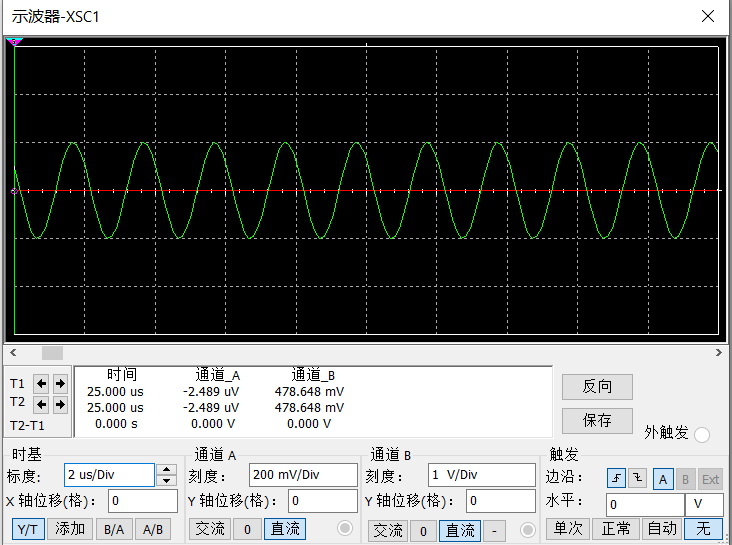 示波器-XSC1
时间 通道_A 通道_B
T1 25.000 us -2.489 uV 478.648 mV
T2 25.000 us -2.489 uV 478.648 mV
T2-T1 0.000 s 0.000 V 0.000 V
反向
保存
外触发
时基 通道 A 通道 B 触发
标度: 2 us/Div 刻度: 200 mV/Div 刻度: 1 V/Div 边沿: A B Ext
X 轴位移(格): 0 Y 轴位移(格): 0 Y 轴位移(格): 0 水平: 0 V
Y/T 添加 B/A A/B 交流 0 直流 交流 0 直流 - 单次 正常 自动 无